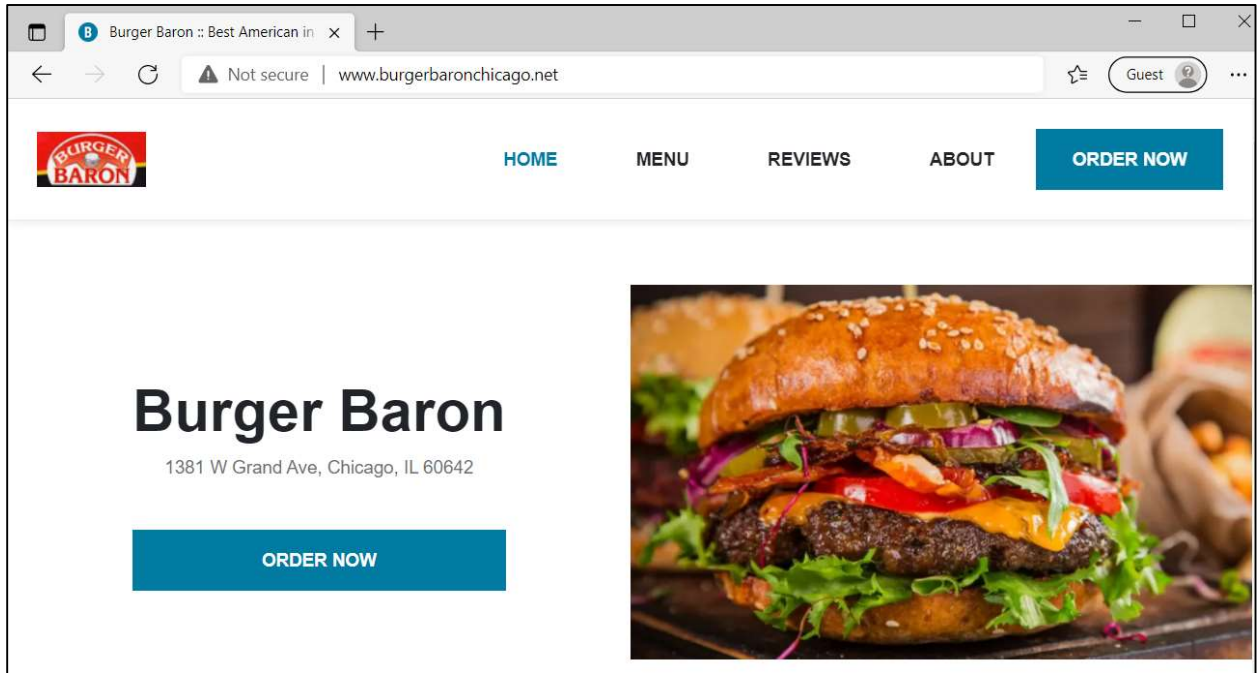 Burger Baron :: Best American in
Not secure | www.burgerbaronchicago.net
Guest
BURGER
BARON
HOME MENU REVIEWS ABOUT ORDER NOW
Burger Baron
1381 W Grand Ave, Chicago, IL 60642
ORDER NOW